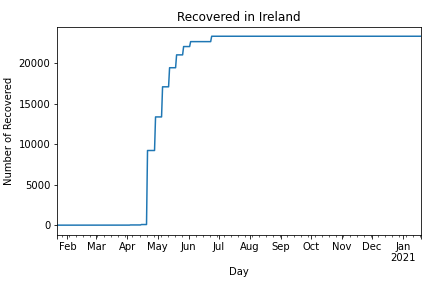 Recovered in Ireland
Number of Recovered
20000
15000
10000
5000
0
Feb Mar Apr May Jun Jul Aug Sep Oct Nov Dec Jan
2021
Day